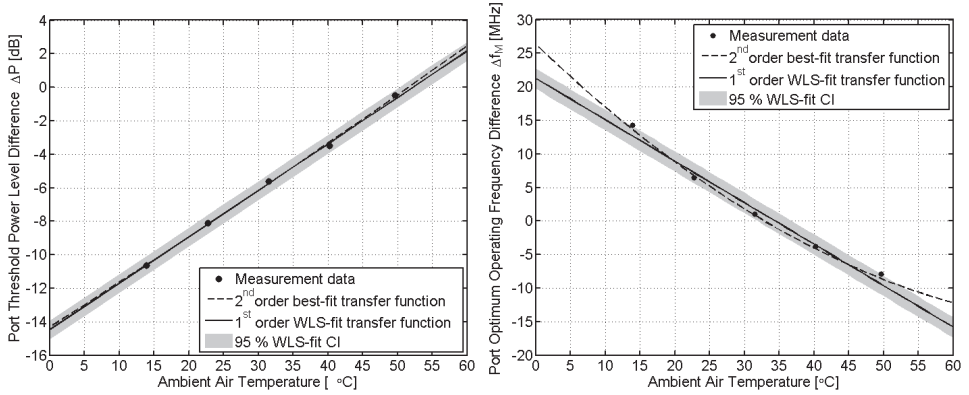 Port Threshold Power Level Difference ΔP [dB]
4
2
0
-2
-4
-6
-8
-10
-12
-14
-16
Measurement data
2nd order best-fit transfer function
1st order WLS-fit transfer function
95 % WLS-fit CI
0 5 10 15 20 25 30 35 40 45 50 55 60
Ambient Air Temperature [ °C]
Port Optimum Operating Frequency Difference ΔfM [MHz]
30
25
20
15
10
5
0
-5
-10
-15
-20
Measurement data
2nd order best-fit transfer function
1st order WLS-fit transfer function
95 % WLS-fit CI
0 5 10 15 20 25 30 35 40 45 50 55 60
Ambient Air Temperature [°C]